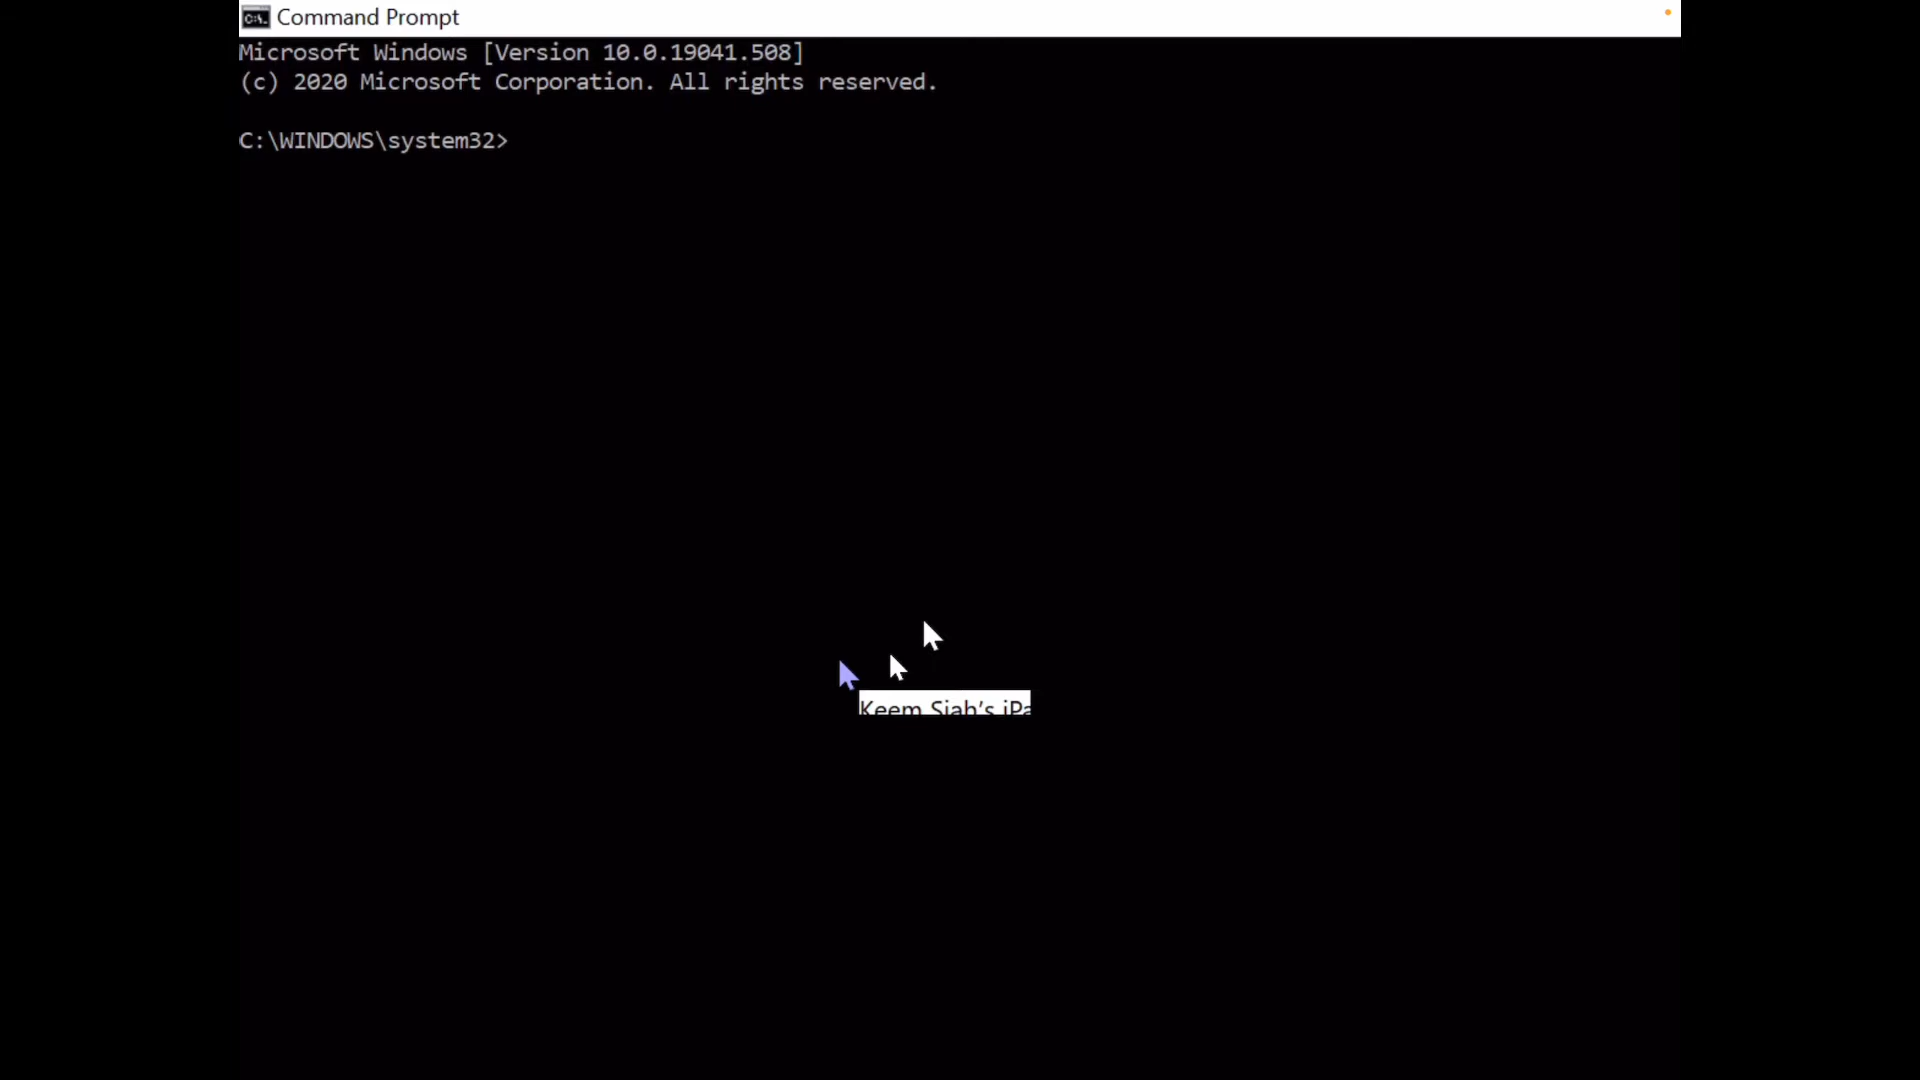 Command Prompt
Microsoft Windows [Version 10.0.19041.508]
(c) 2020 Microsoft Corporation. All rights reserved.
C:\WINDOWS\system32>
Keem Siah's iPa